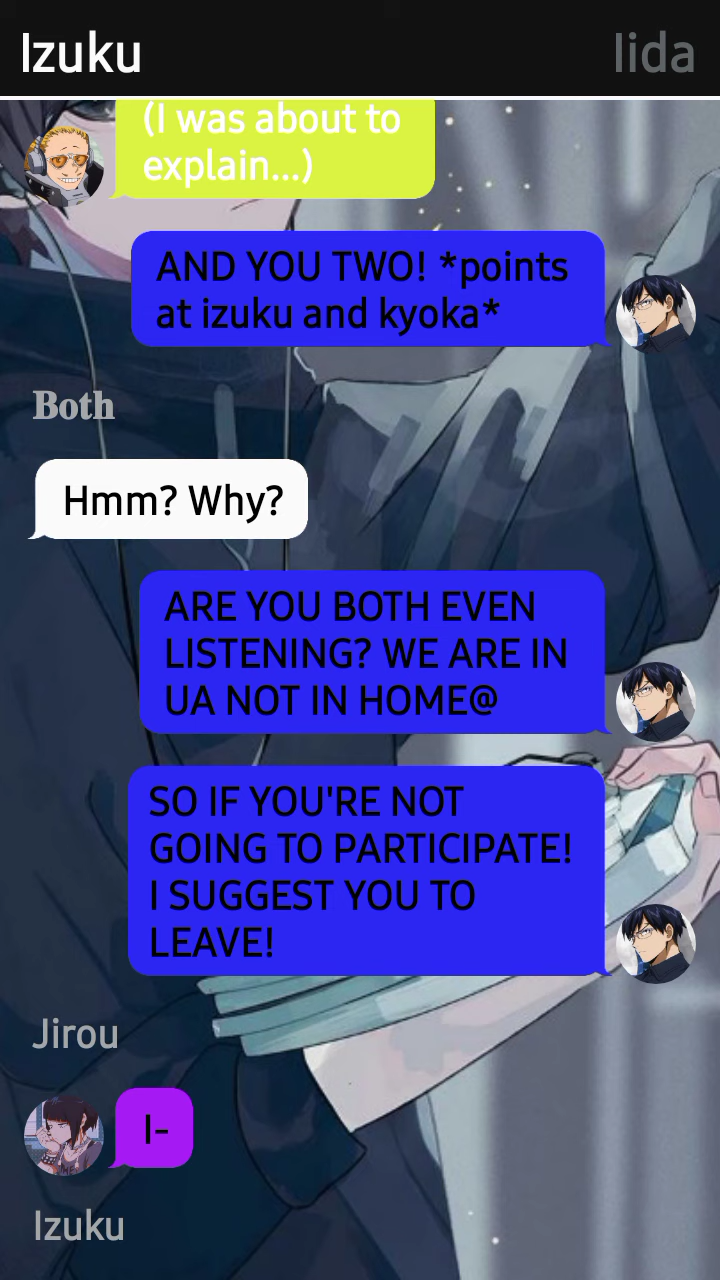 Izuku
Iida
(I was about to
explain...)
AND YOU TWO! *points
at izuku and kyoka*
Both
Hmm? Why?
ARE YOU BOTH EVEN
LISTENING? WE ARE IN
UA NOT IN HOME@
SO IF YOU'RE NOT
GOING TO PARTICIPATE!
I SUGGEST YOU TO
LEAVE!
Jirou
I-
Izuku